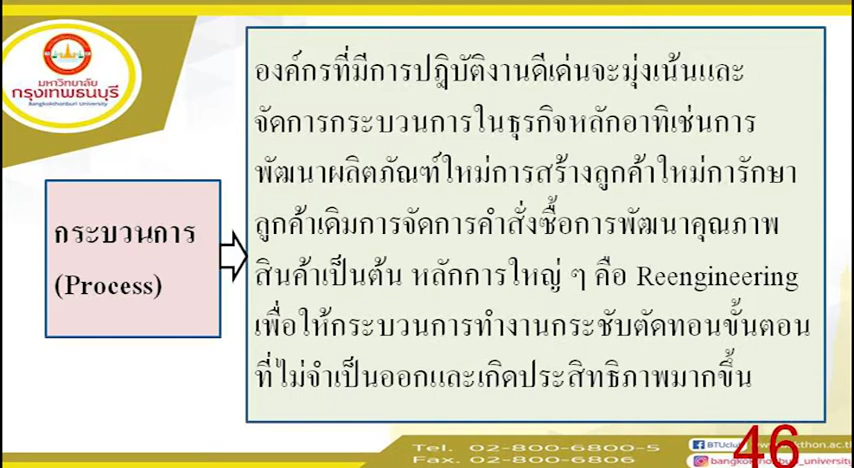 มหาวิทยาลัย
กรุงเทพธนบุรี
Bangkokthonburi University
องค์กรที่มีการปฎิบัติงานดีเด่นจะมุ่งเน้นและ
จัดการกระบวนการในธุรกิจหลักอาทิเช่นการ
พัฒนาผลิตภัณฑ์ใหม่การสร้างลูกค้าใหม่การักษา
ลูกค้าเดิมการจัดการคำสั่งซื้อการพัฒนาคุณภาพ
สินค้าเป็นต้น หลักการใหญ่ ๆ คือ Reengineering
เพื่อให้กระบวนการทำงานกระชับตัดทอนขั้นตอน
ที่ไม่จำเป็นออกและเกิดประสิทธิภาพมากขึ้น
กระบวนการ
(Process)
Tel. 02-800-6800-5
Fax. 02-800-6806
BTUclub
bangkokthonburi_university
46